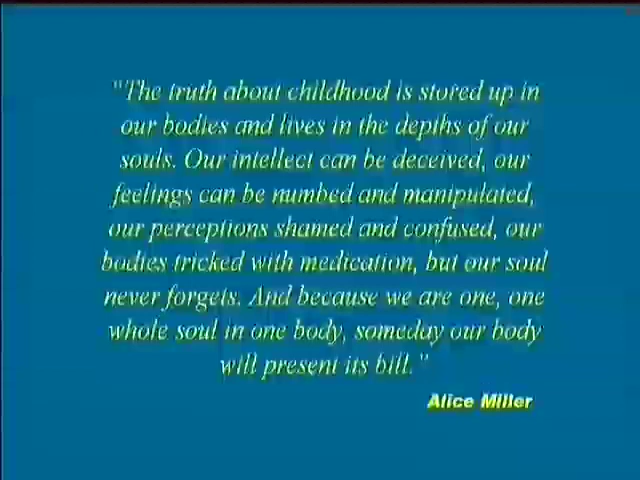 "The truth about childhood is stored up in
our bodies and lives in the depths of our
souls. Our intellect can be deceived, our
feelings can be numbed and manipulated,
our perceptions shamed and confused, our
bodies tricked with medication, but our soul
never forgets. And because we are one, one
whole soul in one body, someday our body
will present its bill."
Alice Miller